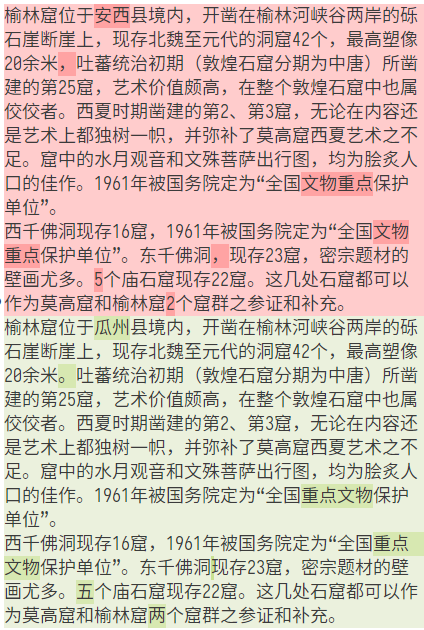 榆林窟位于安西县境内，开凿在榆林河峡谷两岸的砾
石崖断崖上，现存北魏至元代的洞窟42个，最高塑像
20余米，吐蕃统治初期（敦煌石窟分期为中唐）所凿
建的第25窟，艺术价值颇高，在整个敦煌石窟中也属
佼佼者。西夏时期凿建的第2、第3窟，无论在内容还
是艺术上都独树一帜，并弥补了莫高窟西夏艺术之不
足。窟中的水月观音和文殊菩萨出行图，均为脍炙人
口的佳作。1961年被国务院定为“全国文物重点保护
单位”。
西千佛洞现存16窟，1961年被国务院定为“全国文物
重点保护单位”。东千佛洞，现存23窟，密宗题材的
壁画尤多。5个庙石窟现存22窟。这几处石窟都可以
作为莫高窟和榆林窟2个窟群之参证和补充。
榆林窟位于瓜州县境内，开凿在榆林河峡谷两岸的砾
石崖断崖上，现存北魏至元代的洞窟42个，最高塑像
20余米。吐蕃统治初期（敦煌石窟分期为中唐）所凿
建的第25窟，艺术价值颇高，在整个敦煌石窟中也属
佼佼者。西夏时期凿建的第2、第3窟，无论在内容还
是艺术上都独树一帜，并弥补了莫高窟西夏艺术之不
足。窟中的水月观音和文殊菩萨出行图，均为脍炙人
口的佳作。1961年被国务院定为“全国重点文物保护
单位”。
西千佛洞现存16窟，1961年被国务院定为“全国重点
文物保护单位”。东千佛洞现存23窟，密宗题材的壁
画尤多。五个庙石窟现存22窟。这几处石窟都可以作
为莫高窟和榆林窟两个窟群之参证和补充。